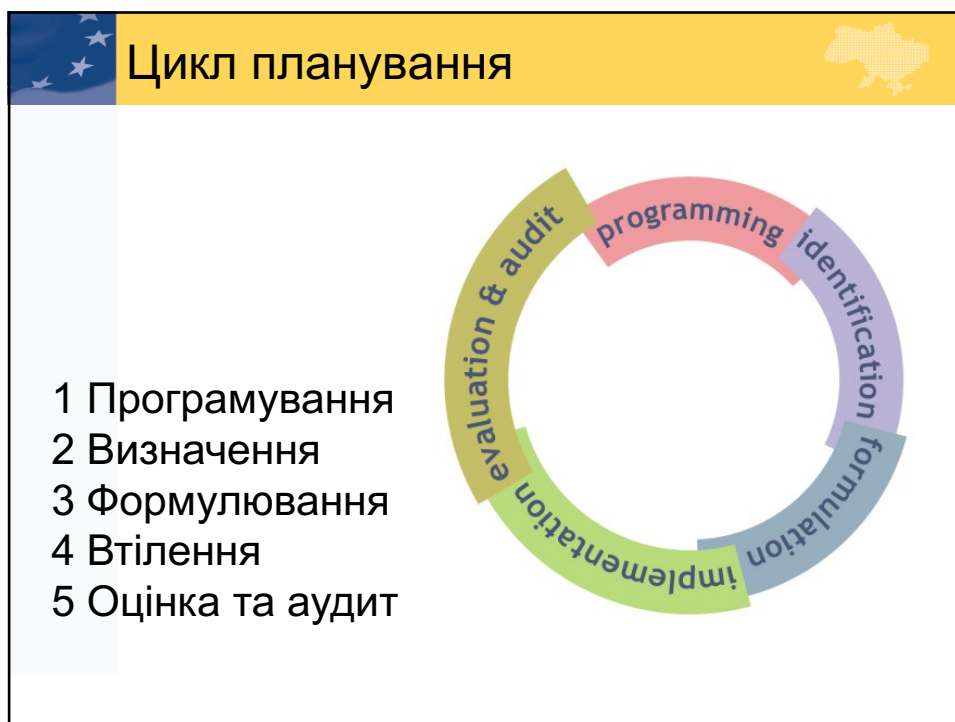 Цикл планування
programming
identification
formulation
implementation
evaluation & audit
1 Програмування
2 Визначення
3 Формулювання
4 Втілення
5 Оцінка та аудит